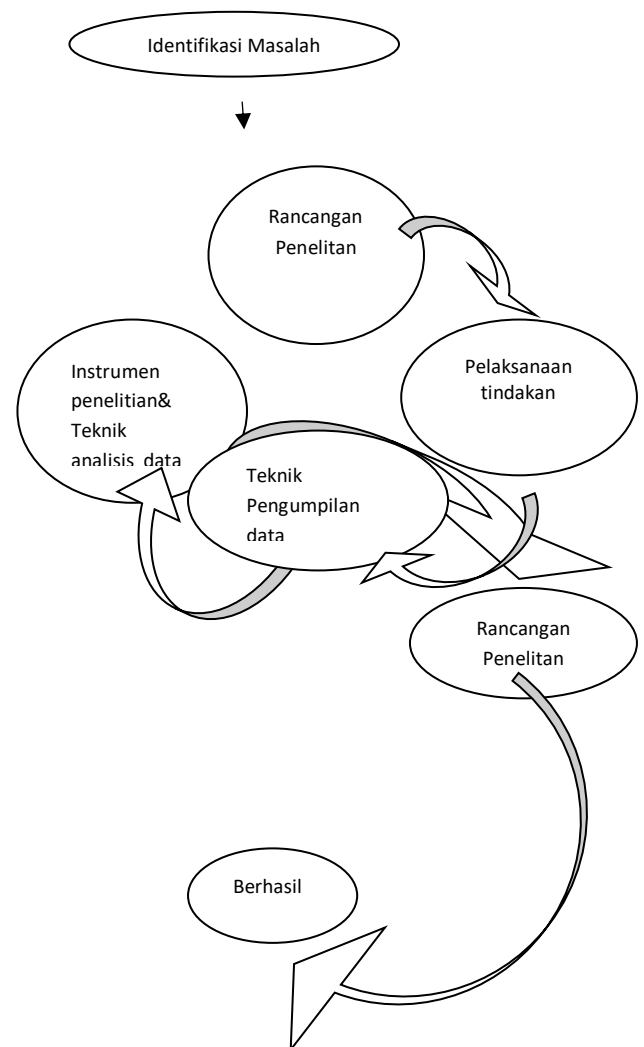 Identifikasi Masalah
Rancangan
Penelitan
Pelaksanaan
tindakan
Instrumen
penelitian&
Teknik
analisis data
Teknik
Pengumpilan
data
Rancangan
Penelitan
Berhasil